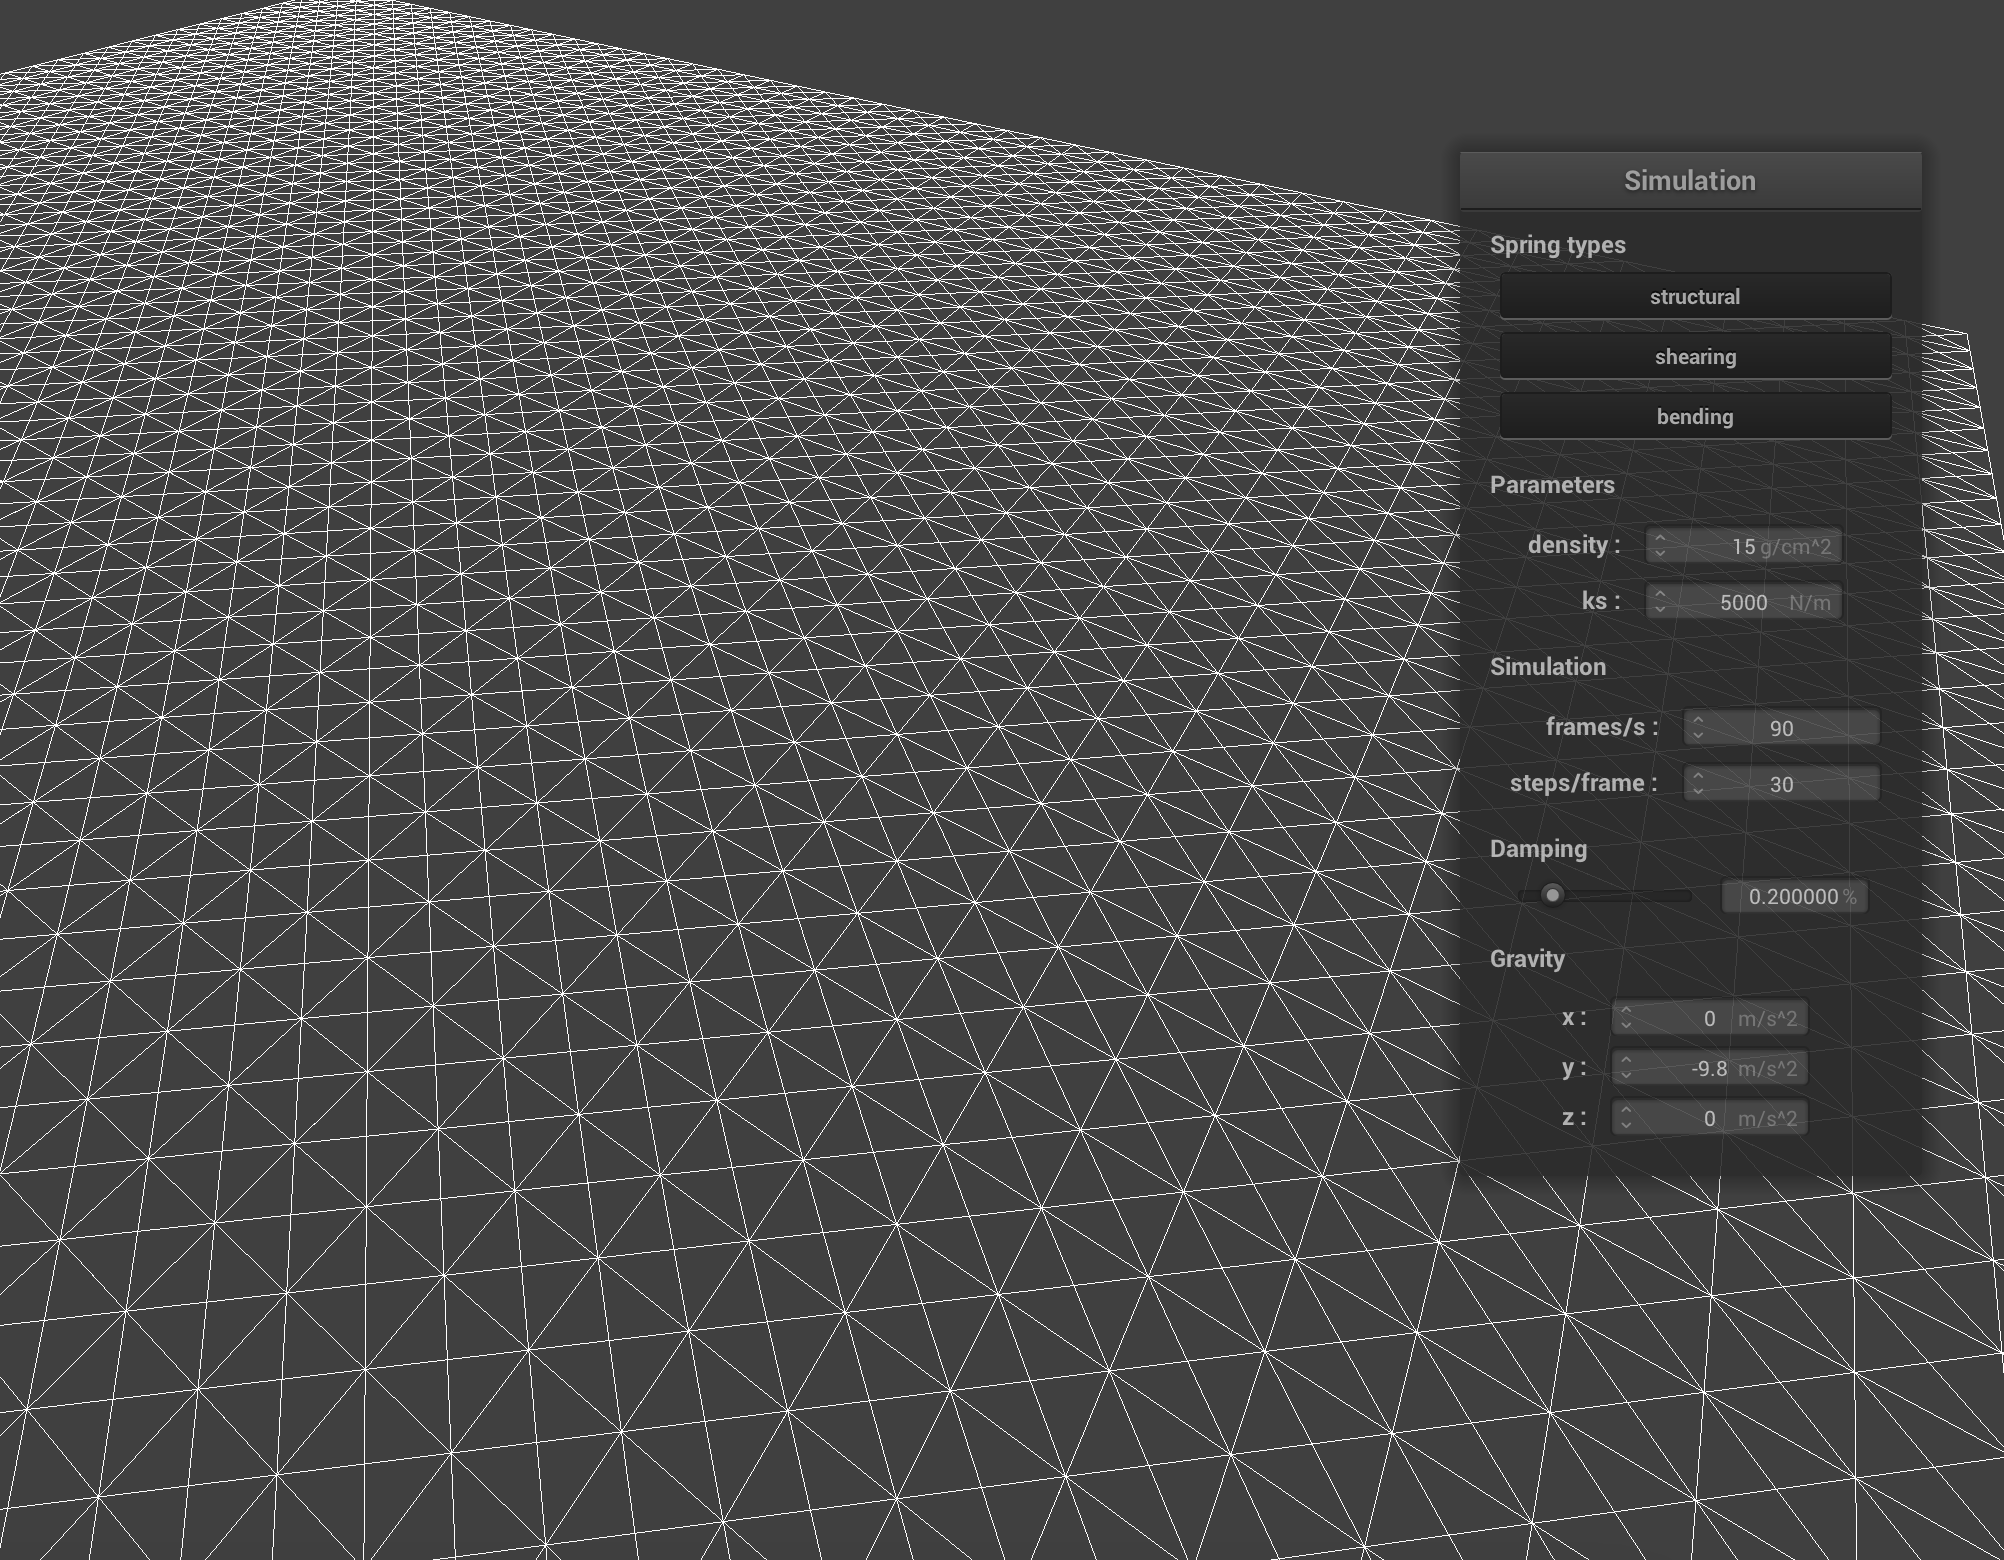 Simulation
Spring types
structural
shearing
bending
Parameters
density : 15 g/cm^2
ks : 5000 N/m
Simulation
frames/s : 90
steps/frame : 30
Damping
0.200000 %
Gravity
x : 0 m/s^2
y : -9.8 m/s^2
z : 0 m/s^2